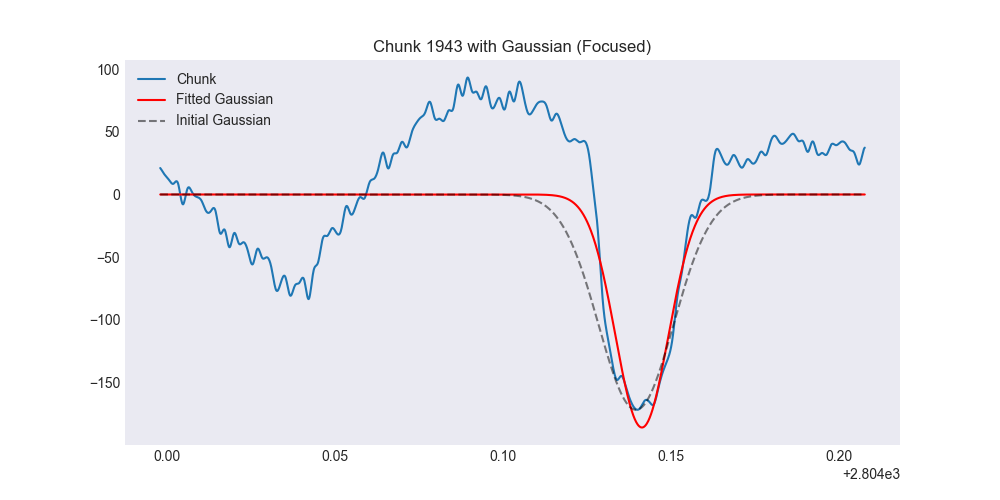 Chunk 1943 with Gaussian (Focused)
100
50
0
−50
−100
−150
Chunk
Fitted Gaussian
Initial Gaussian
0.00 0.05 0.10 0.15 0.20
+2.804e3